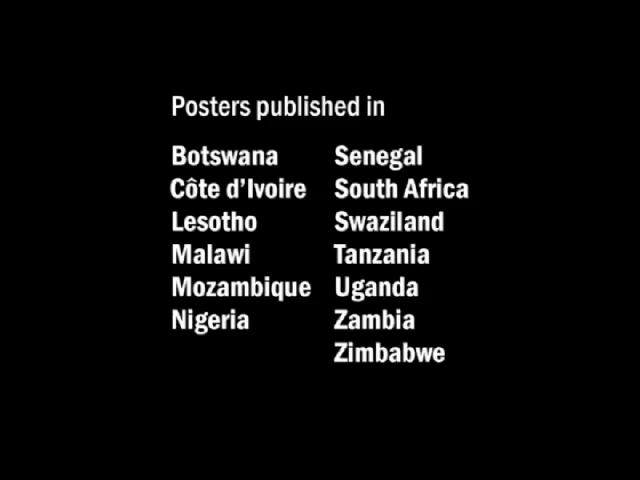 Posters published in
Botswana
Côte d’Ivoire
Lesotho
Malawi
Mozambique
Nigeria
Senegal
South Africa
Swaziland
Tanzania
Uganda
Zambia
Zimbabwe